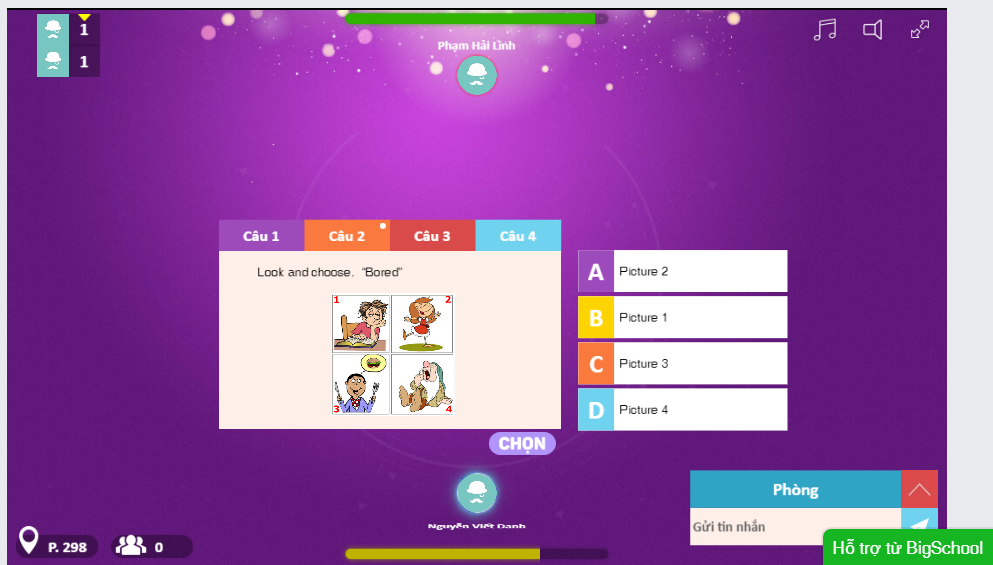 1
1
Phạm Hải Linh
Câu 1
Câu 2
Câu 3
Câu 4
Look and choose. "Bored"
1
2
3
4
A Picture 2
B Picture 1
C Picture 3
D Picture 4
CHỌN
Nguyễn Viết Danh
Phòng
Gửi tin nhắn
P. 298
0
Hỗ trợ từ BigSchool